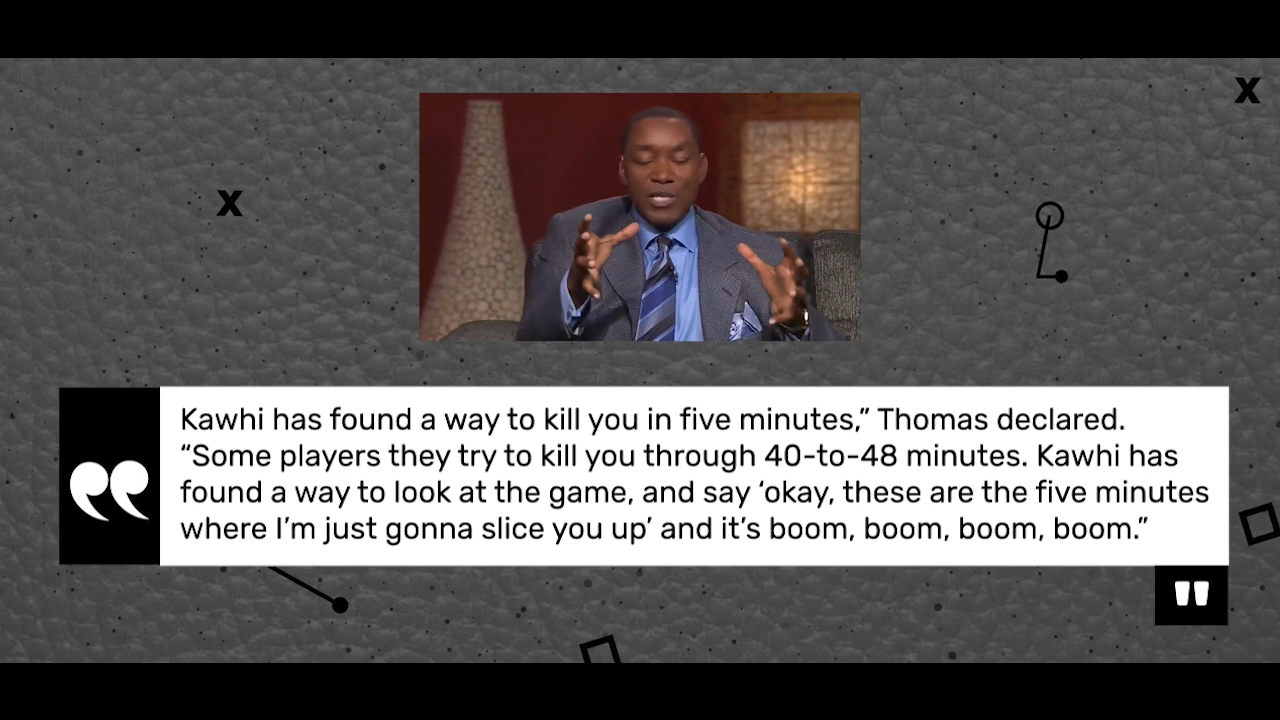 Kawhi has found a way to kill you in five minutes,” Thomas declared.
“Some players they try to kill you through 40-to-48 minutes. Kawhi has
found a way to look at the game, and say ‘okay, these are the five minutes
where I’m just gonna slice you up’ and it’s boom, boom, boom, boom.”